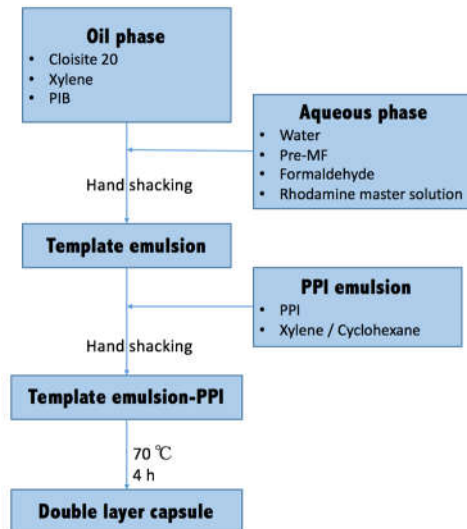 Oil phase
• Cloisite 20
• Xylene
• PIB
Aqueous phase
• Water
• Pre-MF
• Formaldehyde
• Rhodamine master solution
Hand shacking
Template emulsion
PPI emulsion
• PPI
• Xylene / Cyclohexane
Hand shacking
Template emulsion-PPI
70 ℃
4 h
Double layer capsule